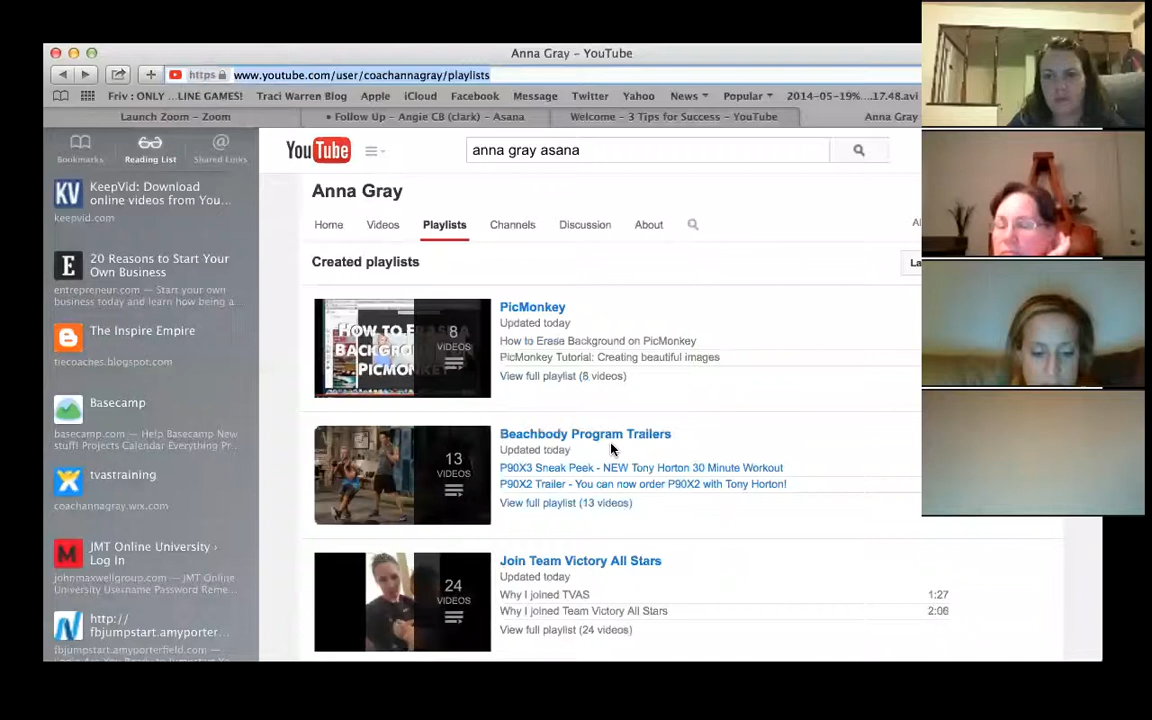 Anna Gray – YouTube
https www.youtube.com/user/coachannagray/playlists
Friv : ONLY ...LINE GAMES! Traci Warren Blog Apple iCloud Facebook Message Twitter Yahoo News Popular 2014-05-19%....17.48.avi
Launch Zoom – Zoom • Follow Up – Angie CB (clark) – Asana Welcome – 3 Tips for Success – YouTube Anna Gray
Bookmarks Reading List Shared Links
KeepVid: Download
online videos from You...
keepvid.com
20 Reasons to Start Your
Own Business
entrepreneur.com — Start your own
business today and learn how being a...
The Inspire Empire
tiecoaches.blogspot.com
Basecamp
basecamp.com — Help Basecamp New
stuff! Projects Calendar Everything Pr...
tvastraining
coachannagray.wix.com
JMT Online University ›
Log In
johnmaxwellgroup.com — JMT Online
University Username Password Reme...
http://
fbjumpstart.amyporter...
fbjumpstart.amyporterfield.com —
YouTube anna gray asana
Anna Gray
Home Videos Playlists Channels Discussion About
Created playlists La
HOW TO ERASE A
BACKGROUND
PICMONKEY
8
VIDEOS
PicMonkey
Updated today
How to Erase Background on PicMonkey
PicMonkey Tutorial: Creating beautiful images
View full playlist (8 videos)
13
VIDEOS
Beachbody Program Trailers
Updated today
P90X3 Sneak Peek - NEW Tony Horton 30 Minute Workout
P90X2 Trailer - You can now order P90X2 with Tony Horton!
View full playlist (13 videos)
24
VIDEOS
Join Team Victory All Stars
Updated today
Why I joined TVAS 1:27
Why I joined Team Victory All Stars 2:06
View full playlist (24 videos)